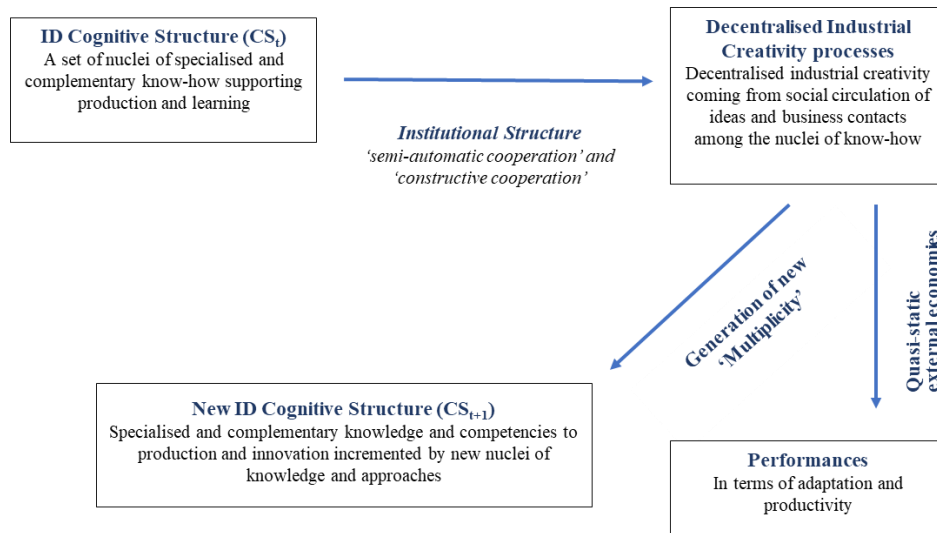 ID Cognitive Structure (CSt)
A set of nuclei of specialised and
complementary know-how supporting
production and learning
Decentralised Industrial
Creativity processes
Decentralised industrial creativity
coming from social circulation of
ideas and business contacts
among the nuclei of know-how
Institutional Structure
‘semi-automatic cooperation’ and
‘constructive cooperation’
Generation of new
‘Multiplicity’
Quasi-static
external economies
New ID Cognitive Structure (CSt+1)
Specialised and complementary knowledge and competencies to
production and innovation incremented by new nuclei of
knowledge and approaches
Performances
In terms of adaptation and
productivity